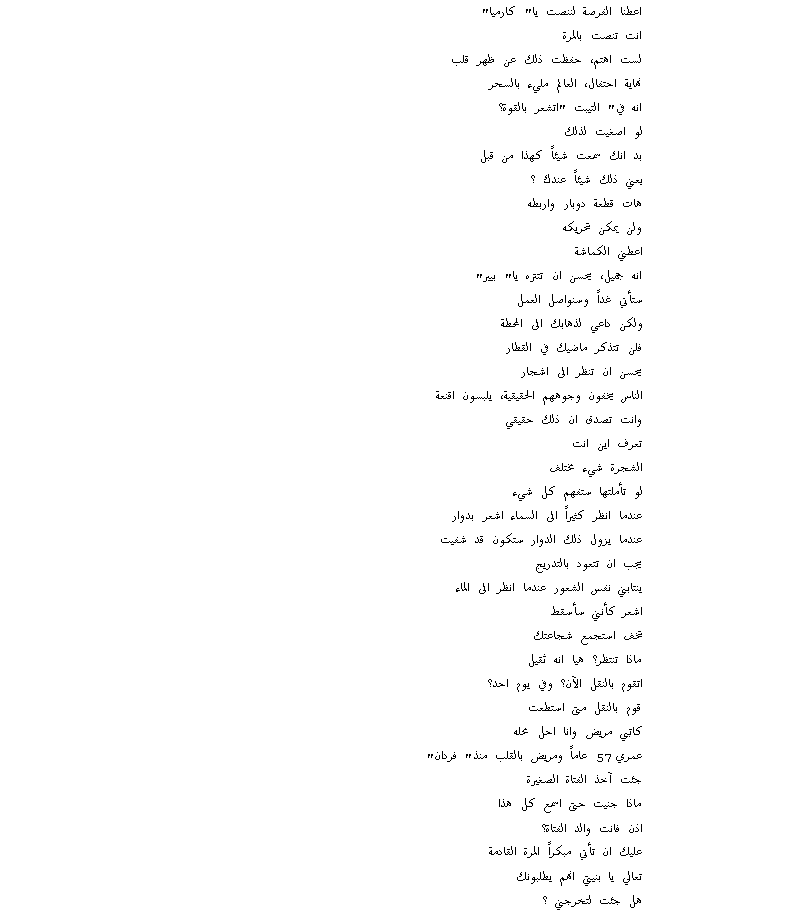 اعطنا الفرصة لننصت يا" كارميا"
انت تنصت بالمرة
لست اهتم، حفظت ذلك عن ظهر قلب
نهاية احتفال، العالم مليء بالسحر
انه في" التيبت "اتشعر بالقوة؟
لو اصغيت لذلك
بد انك سمعت شيئاً كهذا من قبل
يعني ذلك شيئاً عندك ؟
هات قطعة دوبار واربطه
ولن يمكن تحريكه
اعطني الكماشة
انه جميل، يحسن ان تتنزه يا" بيير"
ستأتي غداً وسنواصل العمل
ولكن داعي لذهابك الى المحطة
فلن تتذكر ماضيك في القطار
يحسن ان تنظر الى اشجار
الناس يخفون وجوههم الحقيقية، يلبسون اقنعة
وانت تصدق ان ذلك حقيقي
تعرف اين انت
الشجرة شيء مختلف
لو تأملتها ستفهم كل شيء
عندما انظر كثيراً الى السماء اشعر بدوار
عندما يزول ذلك الدوار ستكون قد شفيت
يجب ان تتعود بالتدريج
ينتابني نفس الشعور عندما انظر الى الماء
اشعر كأنني سأسقط
تخف استجمع شجاعتك
ماذا تنتظر؟ هيا انه ثقيل
اتقوم بالنقل الآن؟ وفي يوم احد؟
قوم بالنقل متى استطعت
كاتبي مريض وانا احل محله
عمري 57 عاماً ومريض بالقلب منذ" فردان"
جئت آخذ الفتاة الصغيرة
ماذا جنيت حتى اسمع كل هذا
اذن فانت والد الفتاة؟
عليك ان تأتي مبكراً المرة القادمة
تعالي يا بنيتي انهم يطلبونك
هل جئت لتخرجني ؟